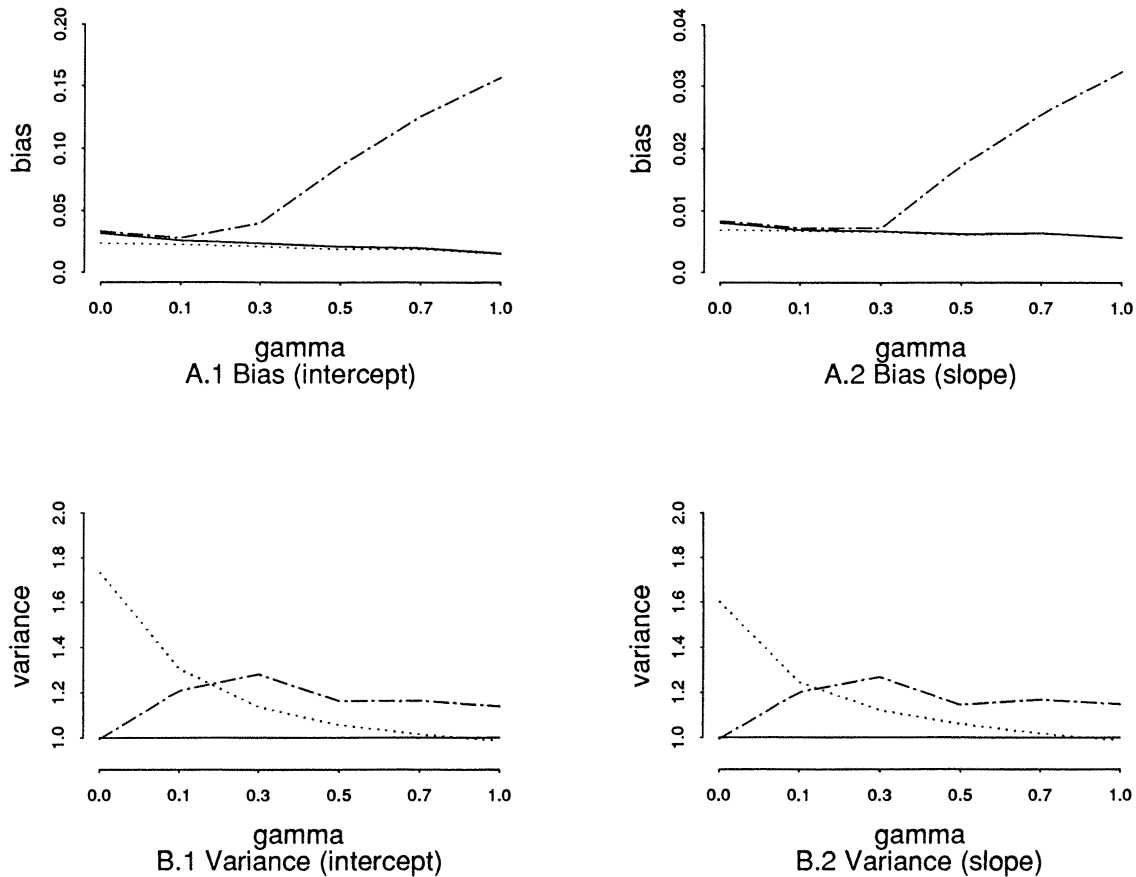 0.20
0.15
0.10
0.05
0.0
bias
0.0 0.1 0.3 0.5 0.7 1.0
gamma
A.1 Bias (intercept)
0.04
0.03
0.02
0.01
0.0
bias
0.0 0.1 0.3 0.5 0.7 1.0
gamma
A.2 Bias (slope)
2.0
1.8
1.6
1.4
1.2
1.0
variance
0.0 0.1 0.3 0.5 0.7 1.0
gamma
B.1 Variance (intercept)
2.0
1.8
1.6
1.4
1.2
1.0
variance
0.0 0.1 0.3 0.5 0.7 1.0
gamma
B.2 Variance (slope)